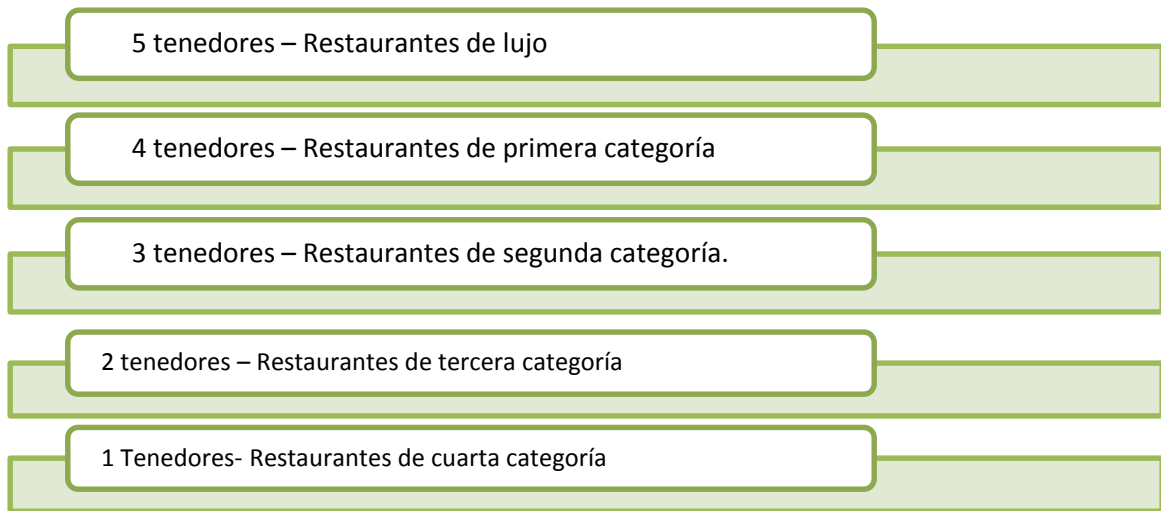 5 tenedores – Restaurantes de lujo
4 tenedores – Restaurantes de primera categoría
3 tenedores – Restaurantes de segunda categoría.
2 tenedores – Restaurantes de tercera categoría
1 Tenedores- Restaurantes de cuarta categoría